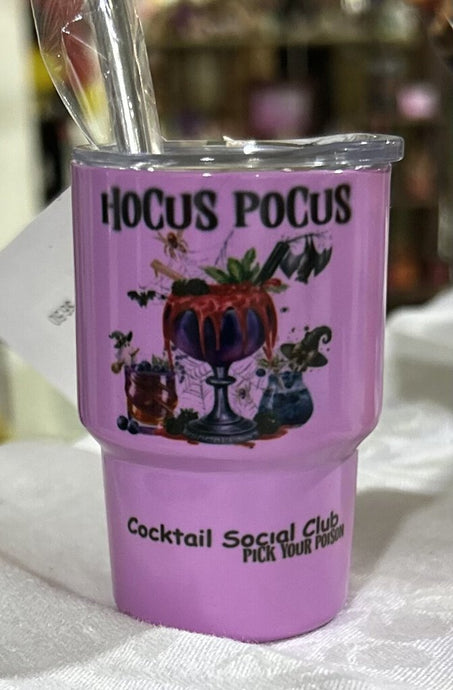 HOCUS POCUS
Cocktail Social Club
PICK YOUR POISON